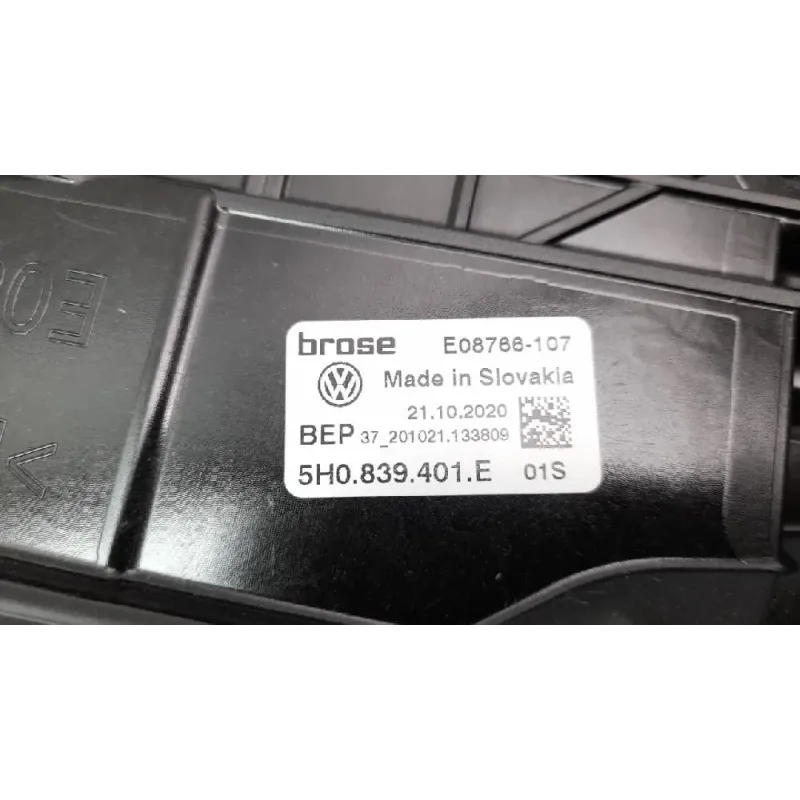 brose E08766-107
Made in Slovakia
21.10.2020
BEP 37_201021.133809
5H0.839.401.E 01S